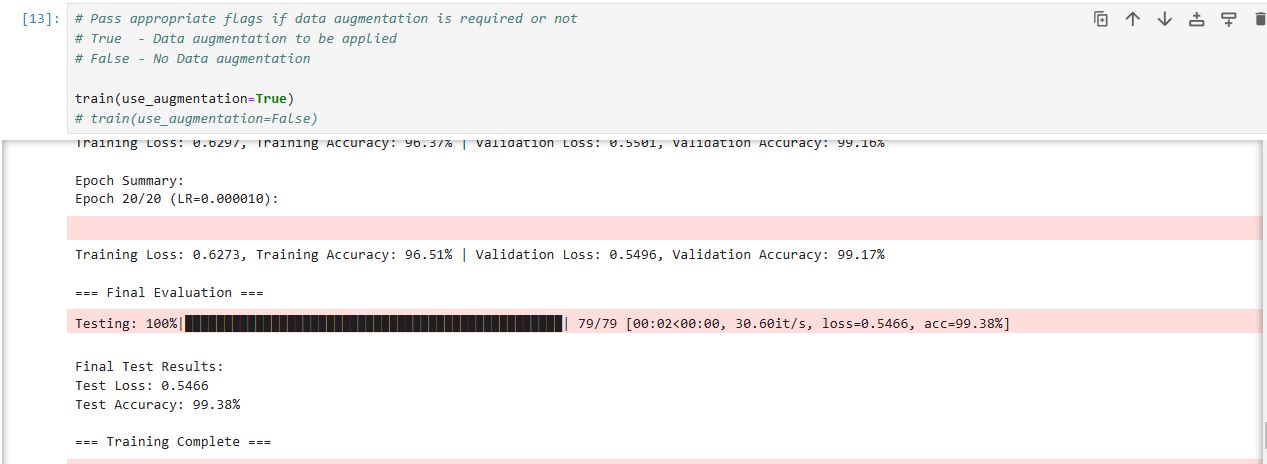 [13]:
# Pass appropriate flags if data augmentation is required or not
# True  - Data augmentation to be applied
# False - No Data augmentation
train(use_augmentation=True)
# train(use_augmentation=False)
Training Loss: 0.6297, Training Accuracy: 96.37% | Validation Loss: 0.5501, Validation Accuracy: 99.16%
Epoch Summary:
Epoch 20/20 (LR=0.000010):
Training Loss: 0.6273, Training Accuracy: 96.51% | Validation Loss: 0.5496, Validation Accuracy: 99.17%
=== Final Evaluation ===
Testing: 100%|██████████| 79/79 [00:02<00:00, 30.60it/s, loss=0.5466, acc=99.38%]
Final Test Results:
Test Loss: 0.5466
Test Accuracy: 99.38%
=== Training Complete ===